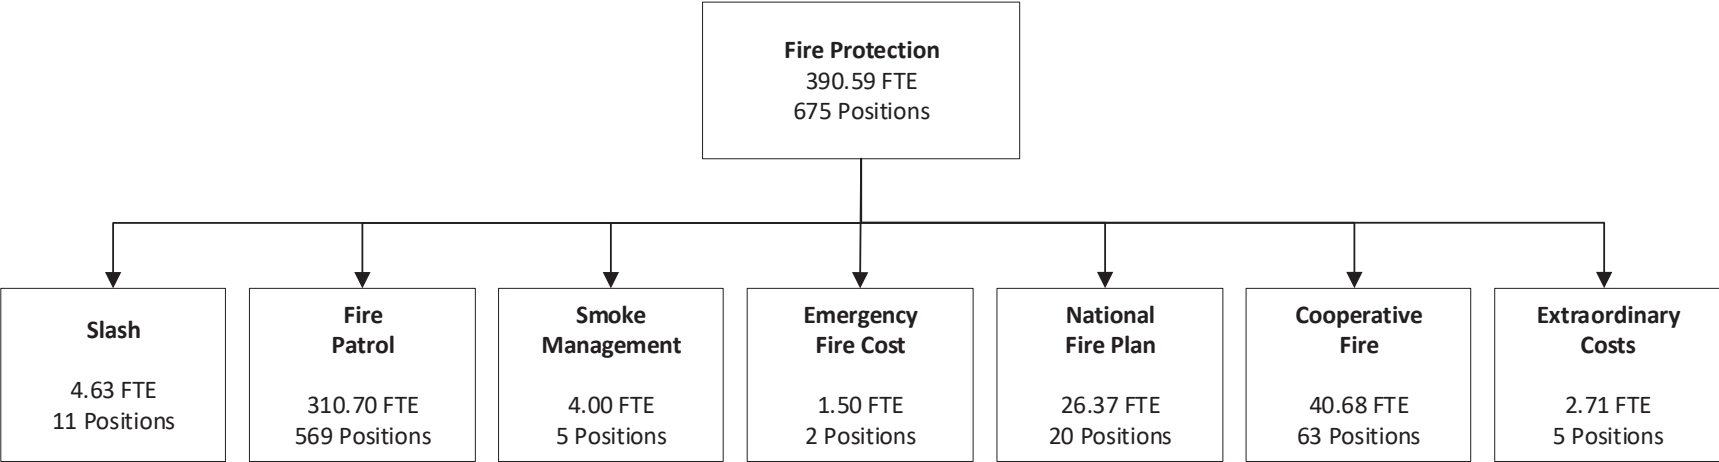 Fire Protection
390.59 FTE
675 Positions
Slash
4.63 FTE
11 Positions
Fire
Patrol
310.70 FTE
569 Positions
Smoke
Management
4.00 FTE
5 Positions
Emergency
Fire Cost
1.50 FTE
2 Positions
National
Fire Plan
26.37 FTE
20 Positions
Cooperative
Fire
40.68 FTE
63 Positions
Extraordinary
Costs
2.71 FTE
5 Positions